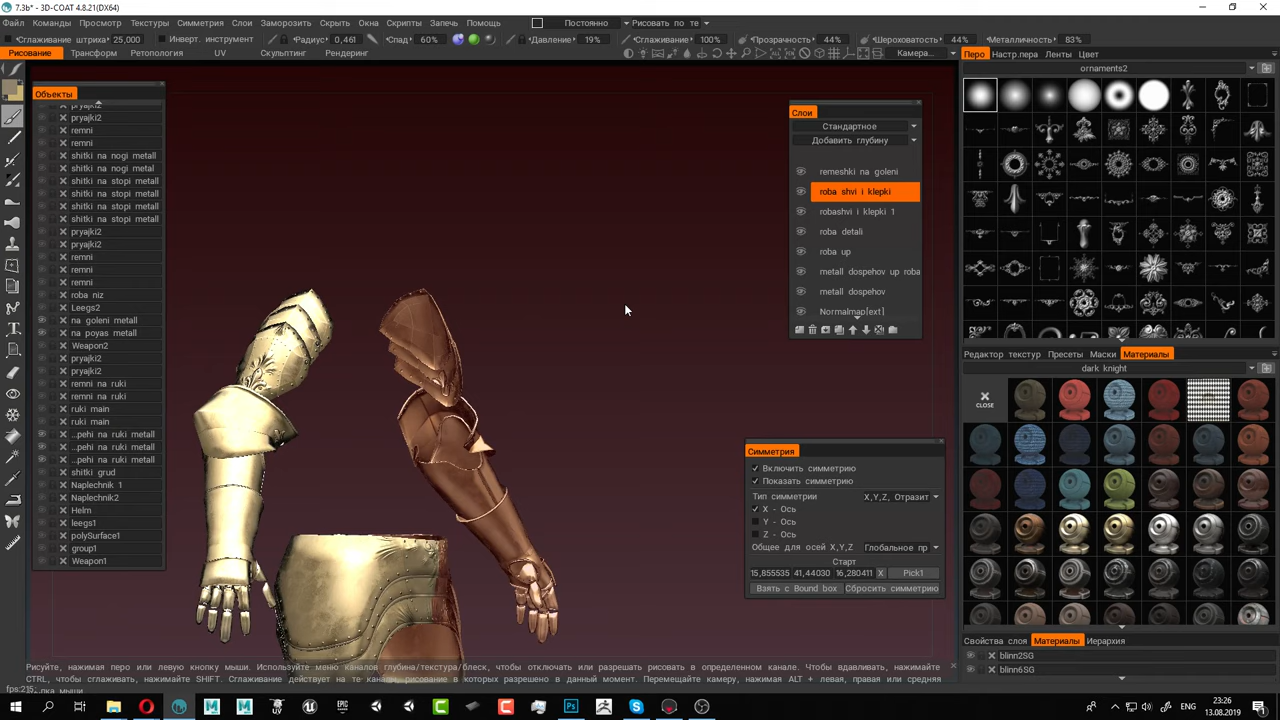 7.3b* - 3D-COAT 4.8.21(DX64)
Файл Команды Просмотр Текстуры Симметрия Слои Заморозить Скрыть Окна Скрипты Запечь Помощь Постоянно Рисовать по те
Сглаживание штриха 25,000 Инверт. инструмент Радиус 0,461 Спад 60% Давление 19% Сглаживание 100% Прозрачность 44% Шероховатость 44% Металличность 83%
Рисование Трансформ Ретопология UV Скульптинг Рендеринг Камера...
Перо Настр.пера Ленты Цвет
ornaments2
Объекты
pryajki2
pryajki2
remni
remni
shitki na nogi metall
shitki na nogi metal
shitki na stopi metall
shitki na stopi metall
shitki na stopi metall
shitki na stopi metall
pryajki2
pryajki2
remni
remni
remni
roba niz
Leegs2
na goleni metall
na poyas metall
Weapon2
pryajki2
pryajki2
remni na ruki
remni na ruki
ruki main
ruki main
...pehi na ruki metall
...pehi na ruki metall
...pehi na ruki metall
shitki grud
Naplechnik 1
Naplechnik2
Helm
leegs1
polySurface1
group1
Weapon1
Слои
Стандартное
Добавить глубину
remeshki na goleni
roba shvi i klepki
robashvi i klepki 1
roba detali
roba up
metall dospehov up roba
metall dospehov
Normalmap[ext]
Симметрия
Включить симметрию
Показать симметрию
Тип симметрии X,Y,Z, Отразит
X - Ось
Y - Ось
Z - Ось
Общее для осей X,Y,Z Глобальное пр
Старт
15,855535 41,44030 16,280411 X Pick1
Взять с Bound box Сбросить симметрию
Редактор текстур Пресеты Маски Материалы
dark knight
CLOSE
Свойства слоя Материалы Иерархия
blinn2SG
blinn6SG
Рисуйте, нажимая перо или левую кнопку мыши. Используйте меню каналов глубина/текстура/блеск, чтобы отключать или разрешать рисовать в определенном канале. Чтобы вдавливать, нажимайте
CTRL, чтобы сглаживать, нажимайте SHIFT. Сглаживание действует на те каналы, рисование в которых разрешено в данный момент. Перемещайте камеру, нажимая ALT + левая, правая или средняя
fps:215 мыши.
UV EPIC Ps ENG 23:26
13.08.2019